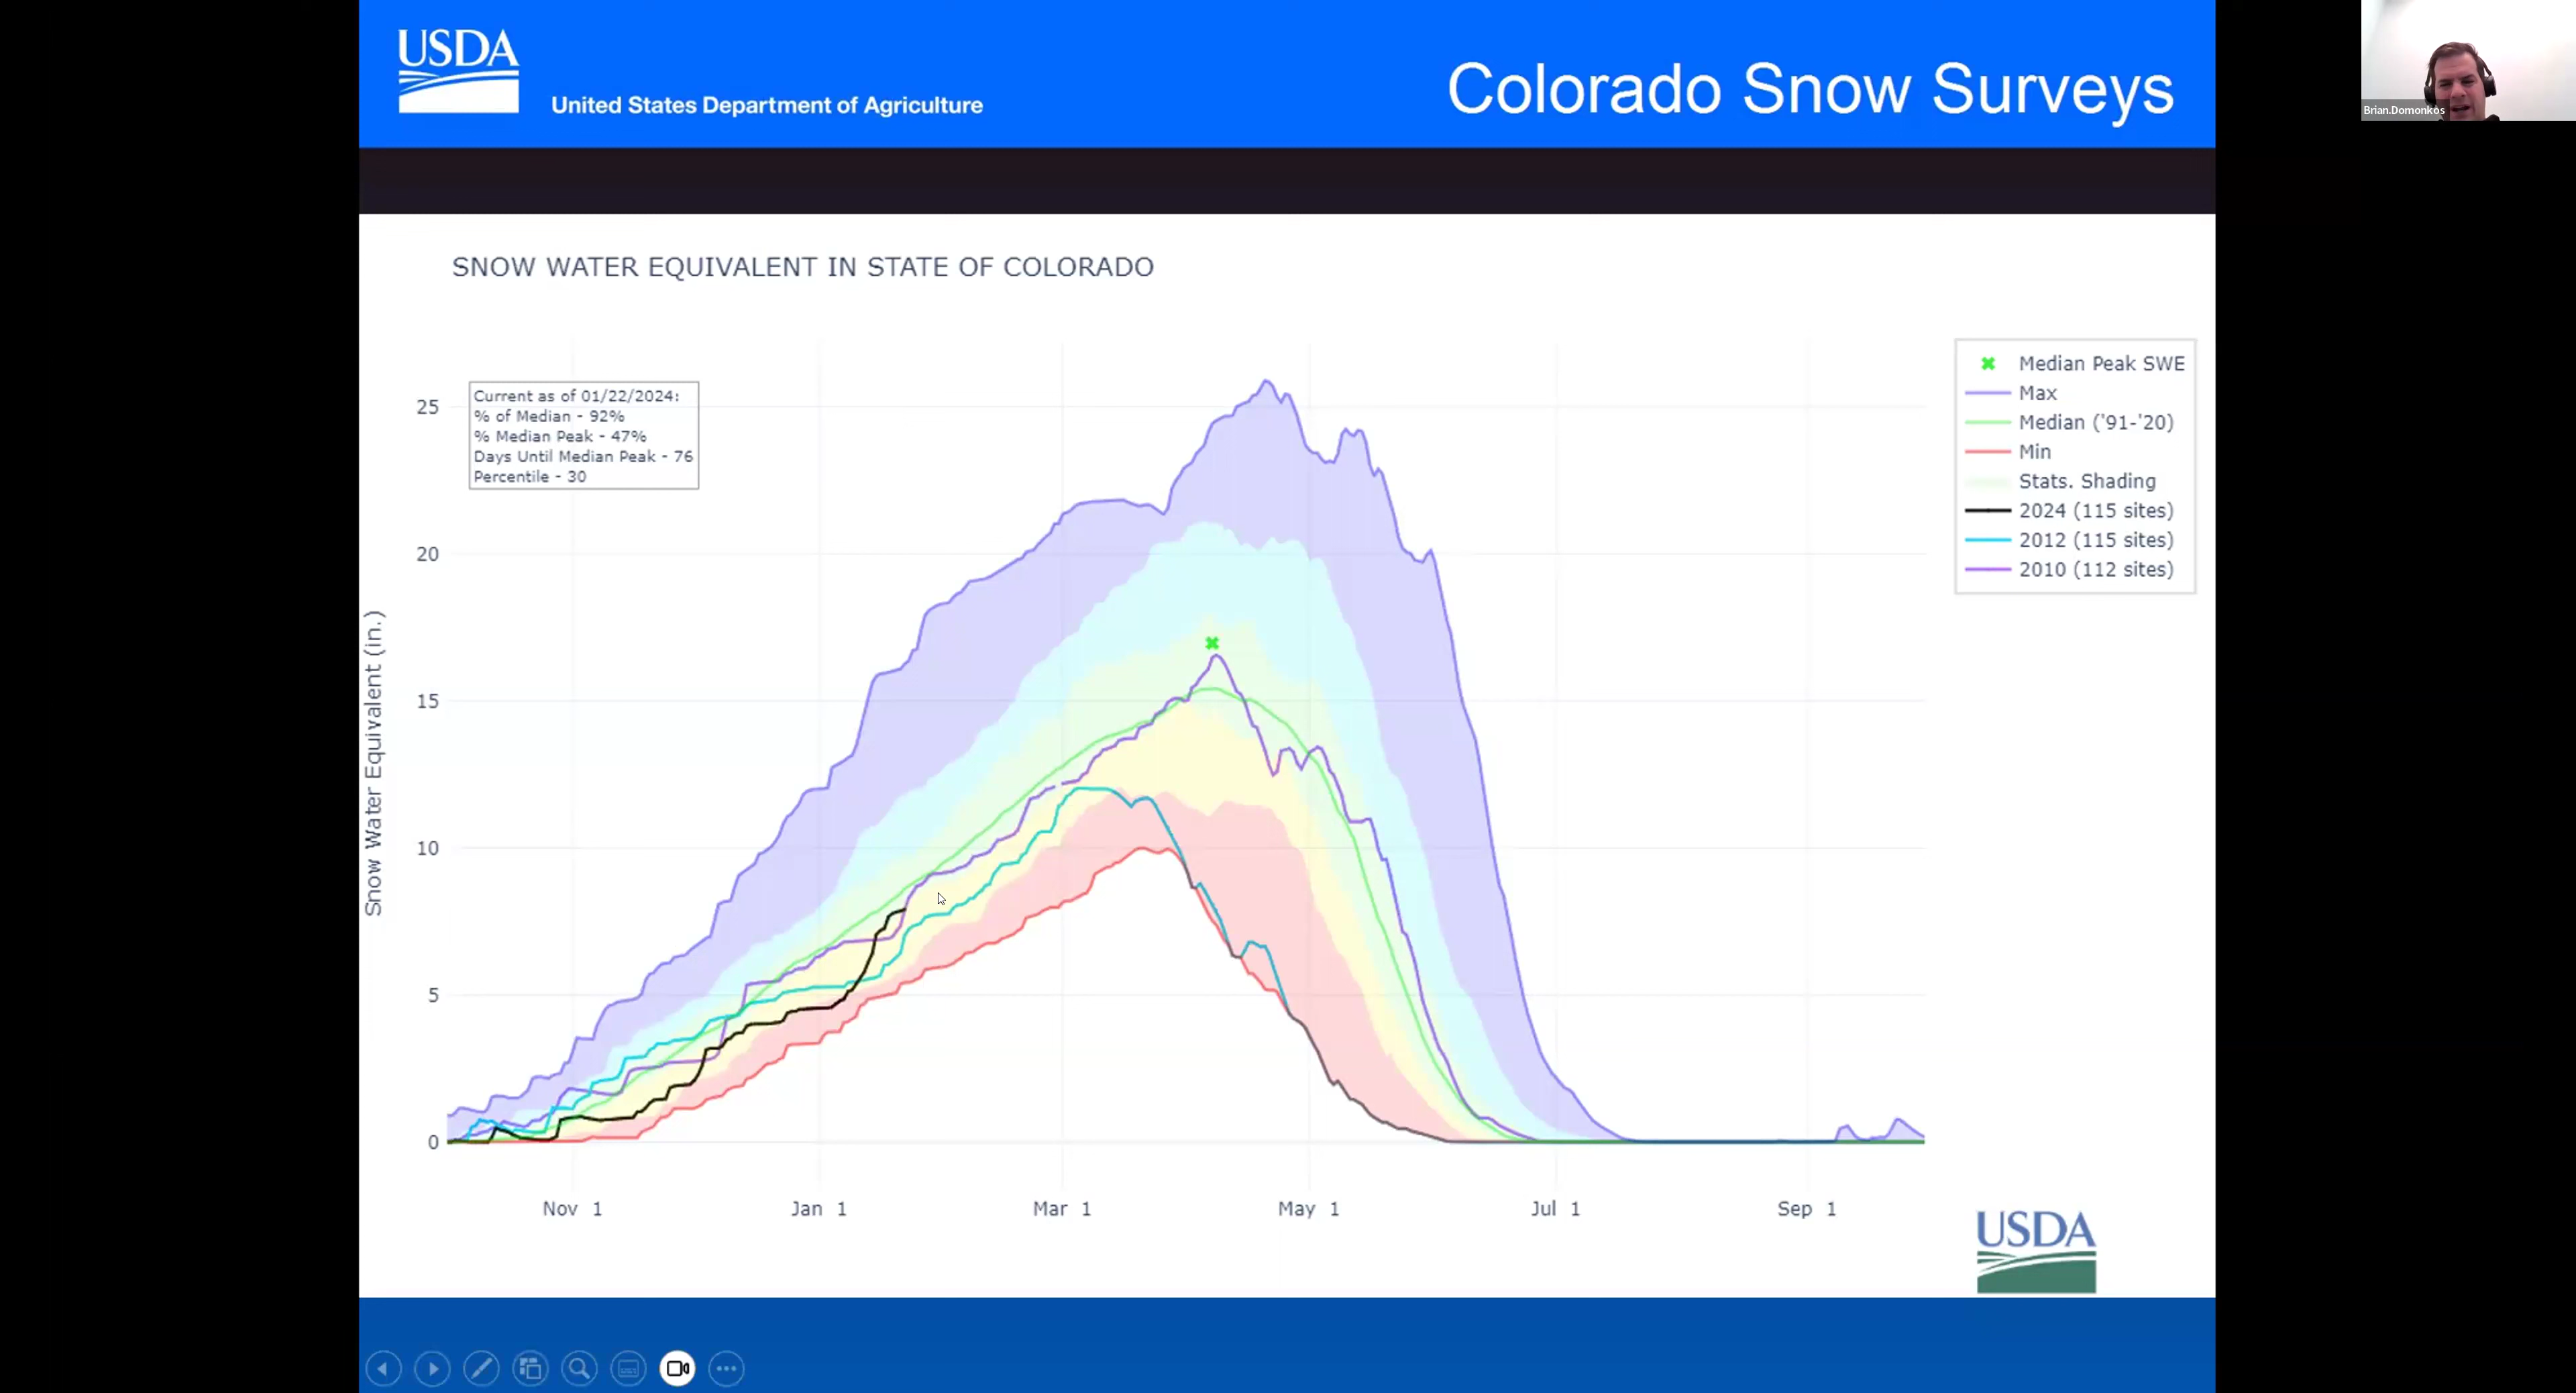 USDA
United States Department of Agriculture
Colorado Snow Surveys
Brian.Domonkos
SNOW WATER EQUIVALENT IN STATE OF COLORADO
Current as of 01/22/2024:
% of Median - 92%
% Median Peak - 47%
Days Until Median Peak - 76
Percentile - 30
Median Peak SWE
Max
Median ('91-'20)
Min
Stats. Shading
2024 (115 sites)
2012 (115 sites)
2010 (112 sites)
Snow Water Equivalent (in.)
25
20
15
10
5
0
Nov 1
Jan 1
Mar 1
May 1
Jul 1
Sep 1
USDA